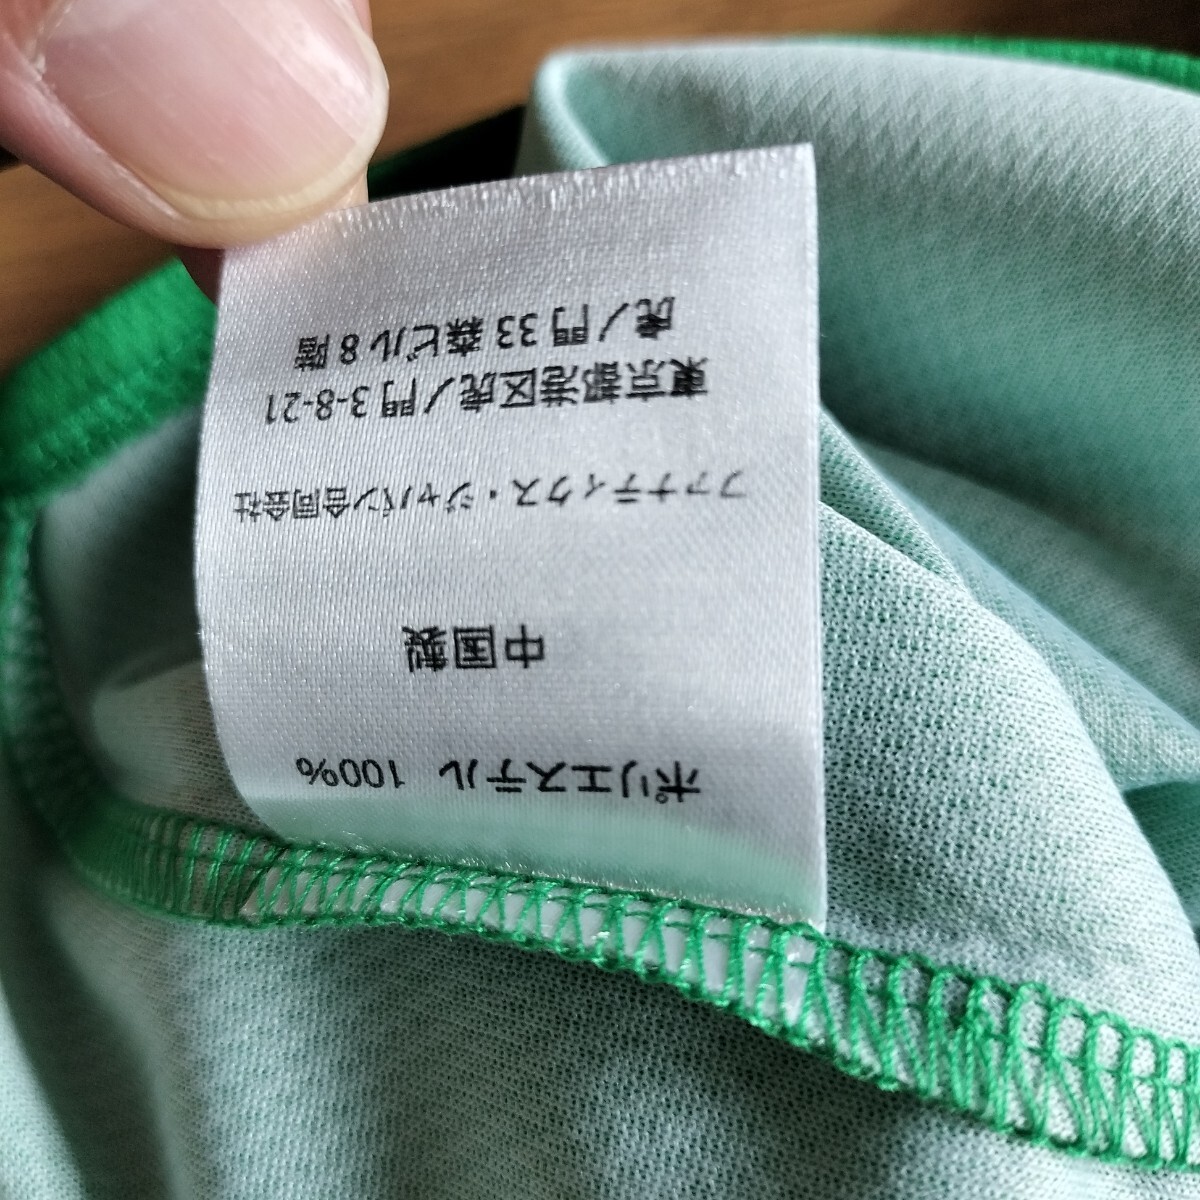 ポリエステル 100%
中国製
ファナティクス・ジャパン合同会社
東京都港区虎ノ門 3-8-21
虎ノ門 33 森ビル 8 階